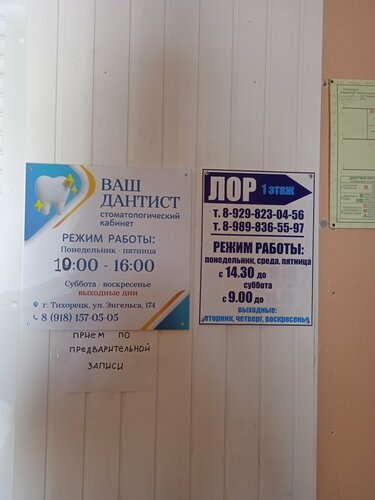 ВАШ
ДАНТИСТ
стоматологический
кабинет
РЕЖИМ РАБОТЫ:
Понедельник - пятница
10:00 - 16:00
Суббота - воскресенье
выходные дни
г. Тихорецк, ул. Энгельса, 174
8 (918) 157-05-05
ПРИЕМ ПО
ПРЕДВАРИТЕЛЬНОЙ
ЗАПИСИ
ЛОР 1 этаж
т. 8-929-823-04-56
т. 8-989-836-55-97
РЕЖИМ РАБОТЫ:
понедельник, среда, пятница
с 14.30 до
суббота
с 9.00 до
выходные:
вторник, четверг, воскресенье